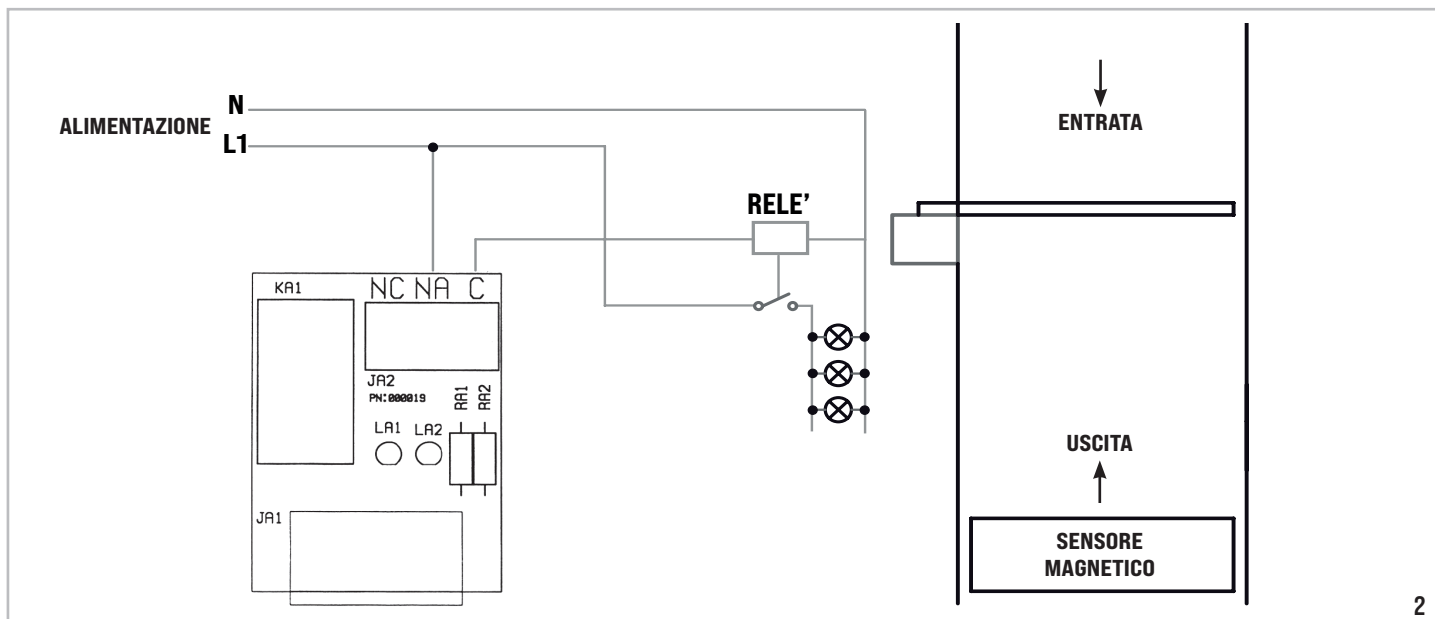 ALIMENTAZIONE
N
L1
RELE’
KA1
NC NA C
JA2
PN:000019
RA1
RA2
LA1 LA2
JA1
ENTRATA
USCITA
SENSORE
MAGNETICO
2